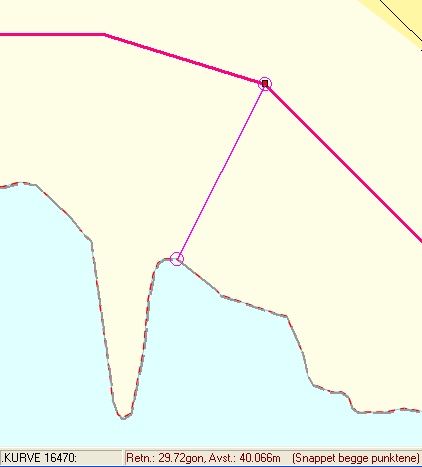 .KURVE 16470: Retn.: 29.72gon, Avst.: 40.066m (Snappet begge punktene)